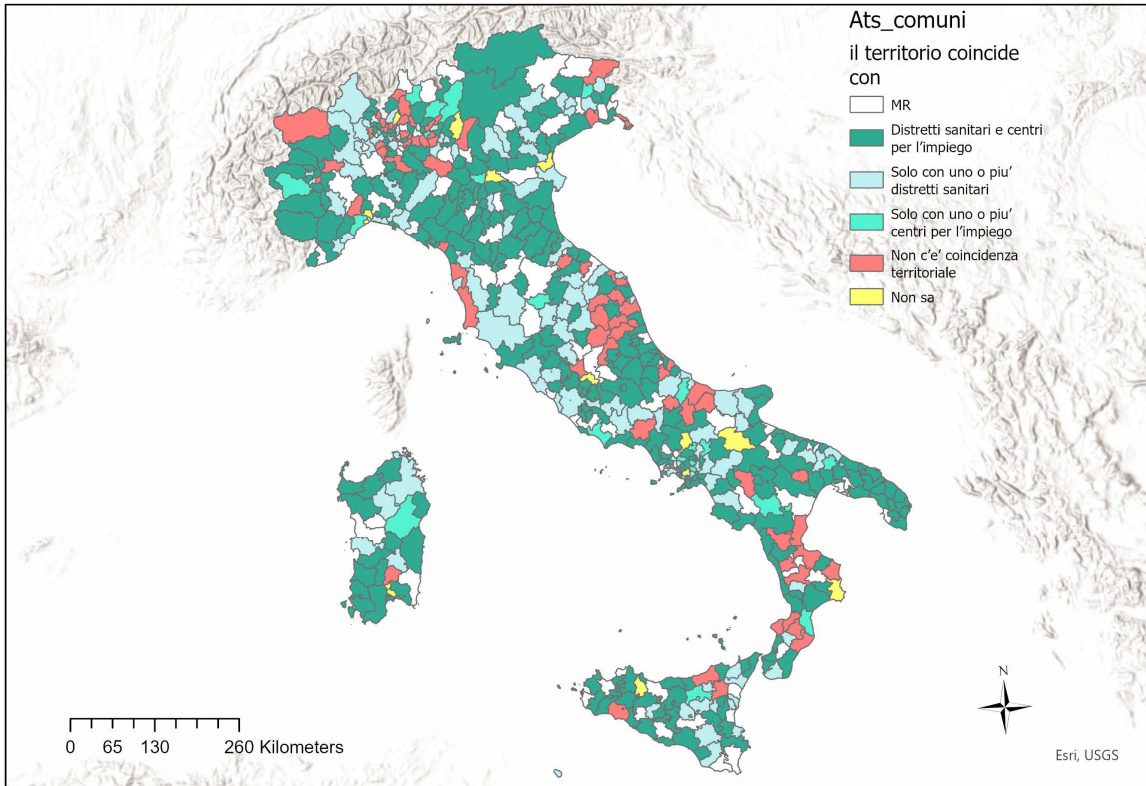 Ats_comuni
il territorio coincide
con
MR
Distretti sanitari e centri
per l'impiego
Solo con uno o piu'
distretti sanitari
Solo con uno o piu'
centri per l'impiego
Non c'e' coincidenza
territoriale
Non sa
N
0 65 130 260 Kilometers
Esri, USGS